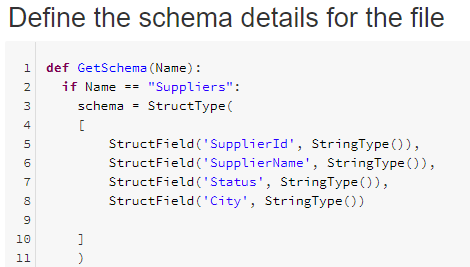 Define the schema details for the file
1 def GetSchema(Name):
2   if Name == "Suppliers":
3     schema = StructType(
4     [
5         StructField('SupplierId', StringType()),
6         StructField('SupplierName', StringType()),
7         StructField('Status', StringType()),
8         StructField('City', StringType())
9
10     ]
11     )